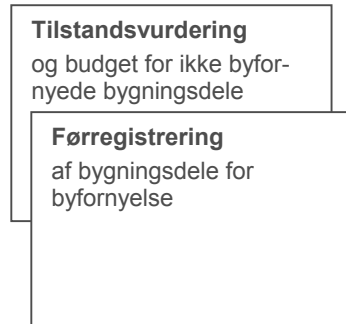 Tilstandsvurdering
og budget for ikke byfor-
nyede bygningsdele
Førregistrering
af bygningsdele for
byfornyelse